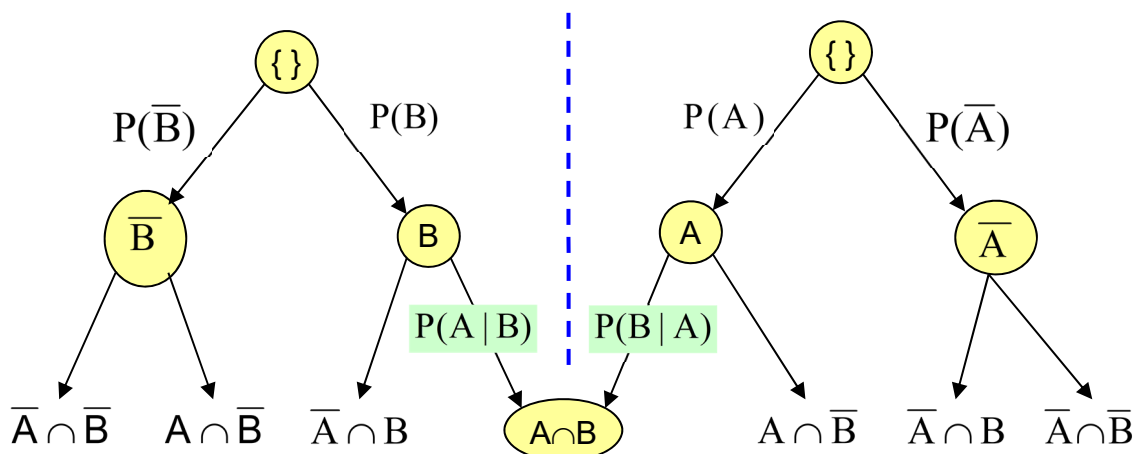 { } { }
P(B̅) P(B) P(A) P(A̅)
B̅ B A A̅
P(A | B) P(B | A)
A̅ ∩ B̅ A ∩ B̅ A̅ ∩ B A∩B A ∩ B̅ A̅ ∩ B A̅ ∩ B̅